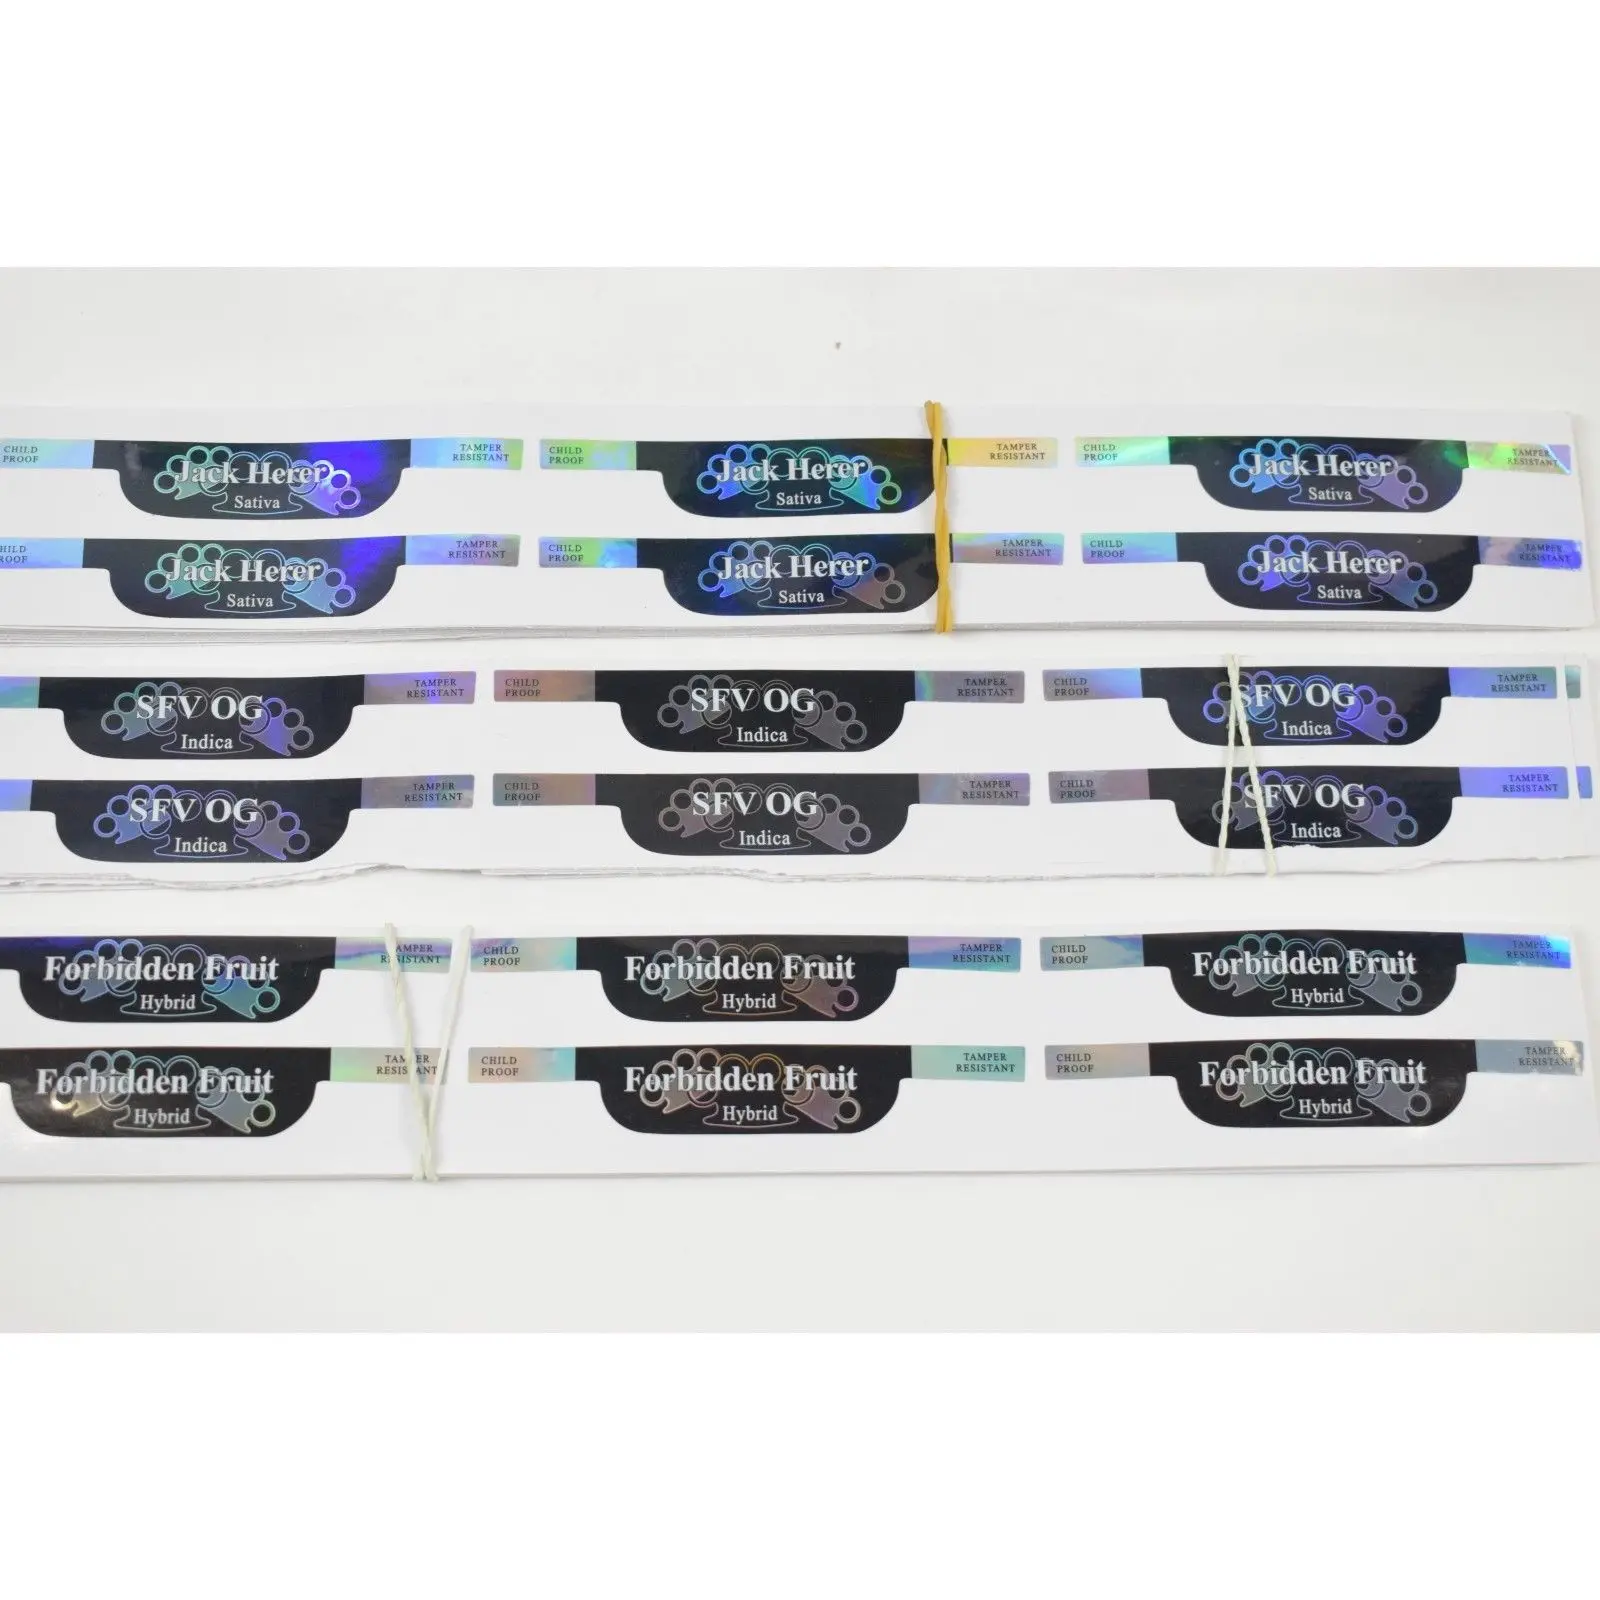 CHILD PROOF
Jack Herer
Sativa
TAMPER RESISTANT
CHILD PROOF
Jack Herer
Sativa
TAMPER RESISTANT
CHILD PROOF
Jack Herer
Sativa
TAMPER RESISTANT
HILD ROOF
Jack Herer
Sativa
TAMPER RESISTANT
CHILD PROOF
Jack Herer
Sativa
TAMPER RESISTANT
CHILD PROOF
Jack Herer
Sativa
TAMPER RESISTANT
SFV OG
Indica
TAMPER RESISTANT
CHILD PROOF
SFV OG
Indica
TAMPER RESISTANT
CHILD PROOF
SFV OG
Indica
TAMPER RESISTANT
SFV OG
Indica
TAMPER RESISTANT
CHILD PROOF
SFV OG
Indica
TAMPER RESISTANT
CHILD PROOF
SFV OG
Indica
TAMPER RESISTANT
Forbidden Fruit
Hybrid
TAMPER RESISTANT
CHILD PROOF
Forbidden Fruit
Hybrid
TAMPER RESISTANT
CHILD PROOF
Forbidden Fruit
Hybrid
TAMPER RESISTANT
Forbidden Fruit
Hybrid
TAMPER RESISTANT
CHILD PROOF
Forbidden Fruit
Hybrid
TAMPER RESISTANT
CHILD PROOF
Forbidden Fruit
Hybrid
TAMPER RESISTANT